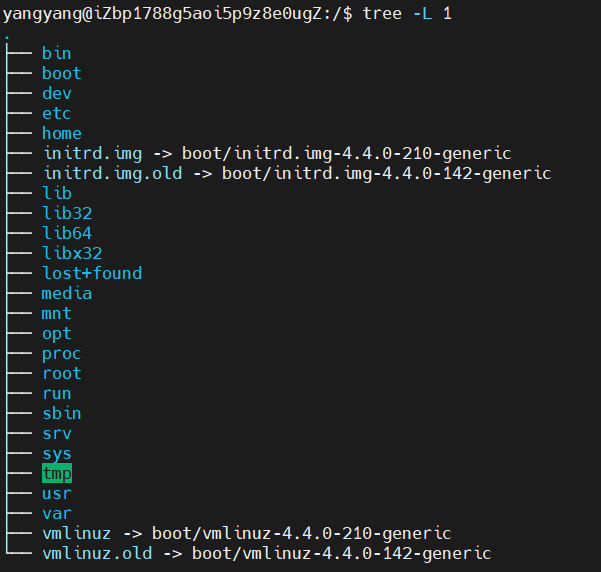 yangyang@iZbp1788g5aoi5p9z8e0ugZ:/$ tree -L 1
.
├── bin
├── boot
├── dev
├── etc
├── home
├── initrd.img -> boot/initrd.img-4.4.0-210-generic
├── initrd.img.old -> boot/initrd.img-4.4.0-142-generic
├── lib
├── lib32
├── lib64
├── libx32
├── lost+found
├── media
├── mnt
├── opt
├── proc
├── root
├── run
├── sbin
├── srv
├── sys
├── tmp
├── usr
├── var
├── vmlinuz -> boot/vmlinuz-4.4.0-210-generic
└── vmlinuz.old -> boot/vmlinuz-4.4.0-142-generic